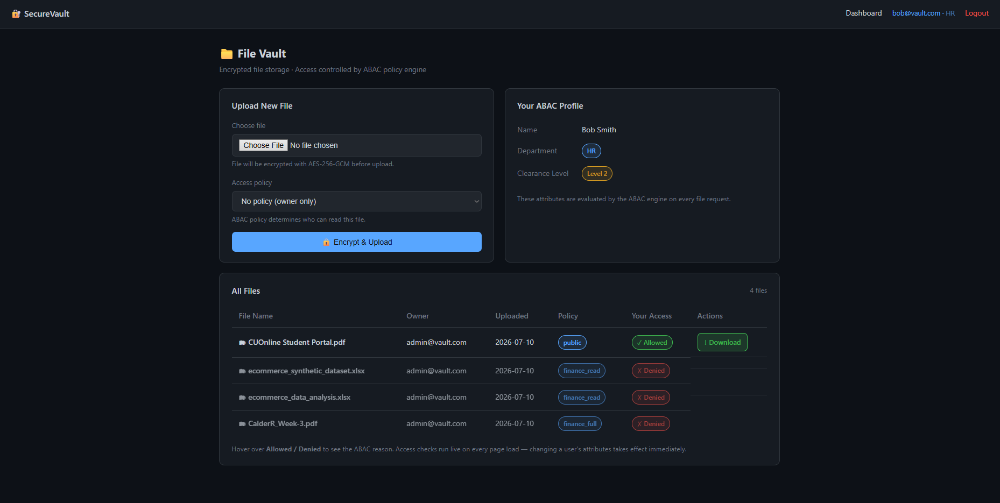 SecureVault
Dashboard bob@vault.com · HR Logout
File Vault
Encrypted file storage · Access controlled by ABAC policy engine
Upload New File
Choose file
Choose File No file chosen
File will be encrypted with AES-256-GCM before upload.
Access policy
No policy (owner only)
ABAC policy determines who can read this file.
Encrypt & Upload
Your ABAC Profile
Name Bob Smith
Department HR
Clearance Level Level 2
These attributes are evaluated by the ABAC engine on every file request.
All Files 4 files
File Name Owner Uploaded Policy Your Access Actions
CUOnline Student Portal.pdf admin@vault.com 2026-07-10 public ✓ Allowed ↓ Download
ecommerce_synthetic_dataset.xlsx admin@vault.com 2026-07-10 finance_read ✗ Denied
ecommerce_data_analysis.xlsx admin@vault.com 2026-07-10 finance_read ✗ Denied
CalderR_Week-3.pdf admin@vault.com 2026-07-10 finance_full ✗ Denied
Hover over Allowed / Denied to see the ABAC reason. Access checks run live on every page load — changing a user's attributes takes effect immediately.